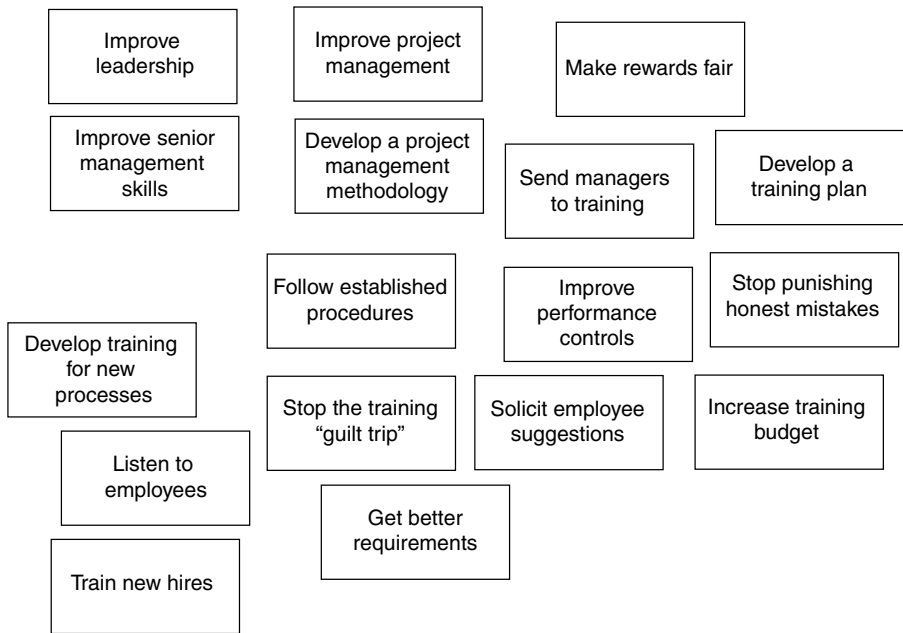 Improve
leadership
Improve project
management
Make rewards fair
Improve senior
management
skills
Develop a project
management
methodology
Send managers
to training
Develop a
training plan
Follow established
procedures
Improve
performance
controls
Stop punishing
honest mistakes
Develop training
for new
processes
Stop the training
“guilt trip”
Solicit employee
suggestions
Increase training
budget
Listen to
employees
Get better
requirements
Train new hires